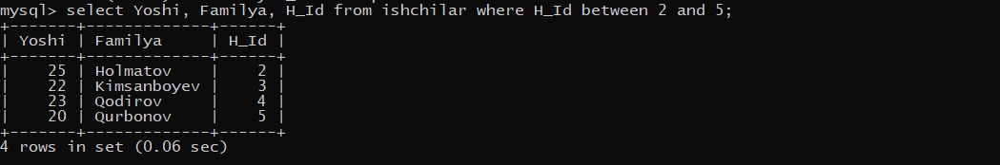 mysql> select Yoshi, Familya, H_Id from ishchilar where H_Id between 2 and 5;
+-------+-------------+------+
| Yoshi | Familya     | H_Id |
+-------+-------------+------+
|    25 | Holmatov    |    2 |
|    22 | Kimsanboyev |    3 |
|    23 | Qodirov     |    4 |
|    20 | Qurbonov    |    5 |
+-------+-------------+------+
4 rows in set (0.06 sec)